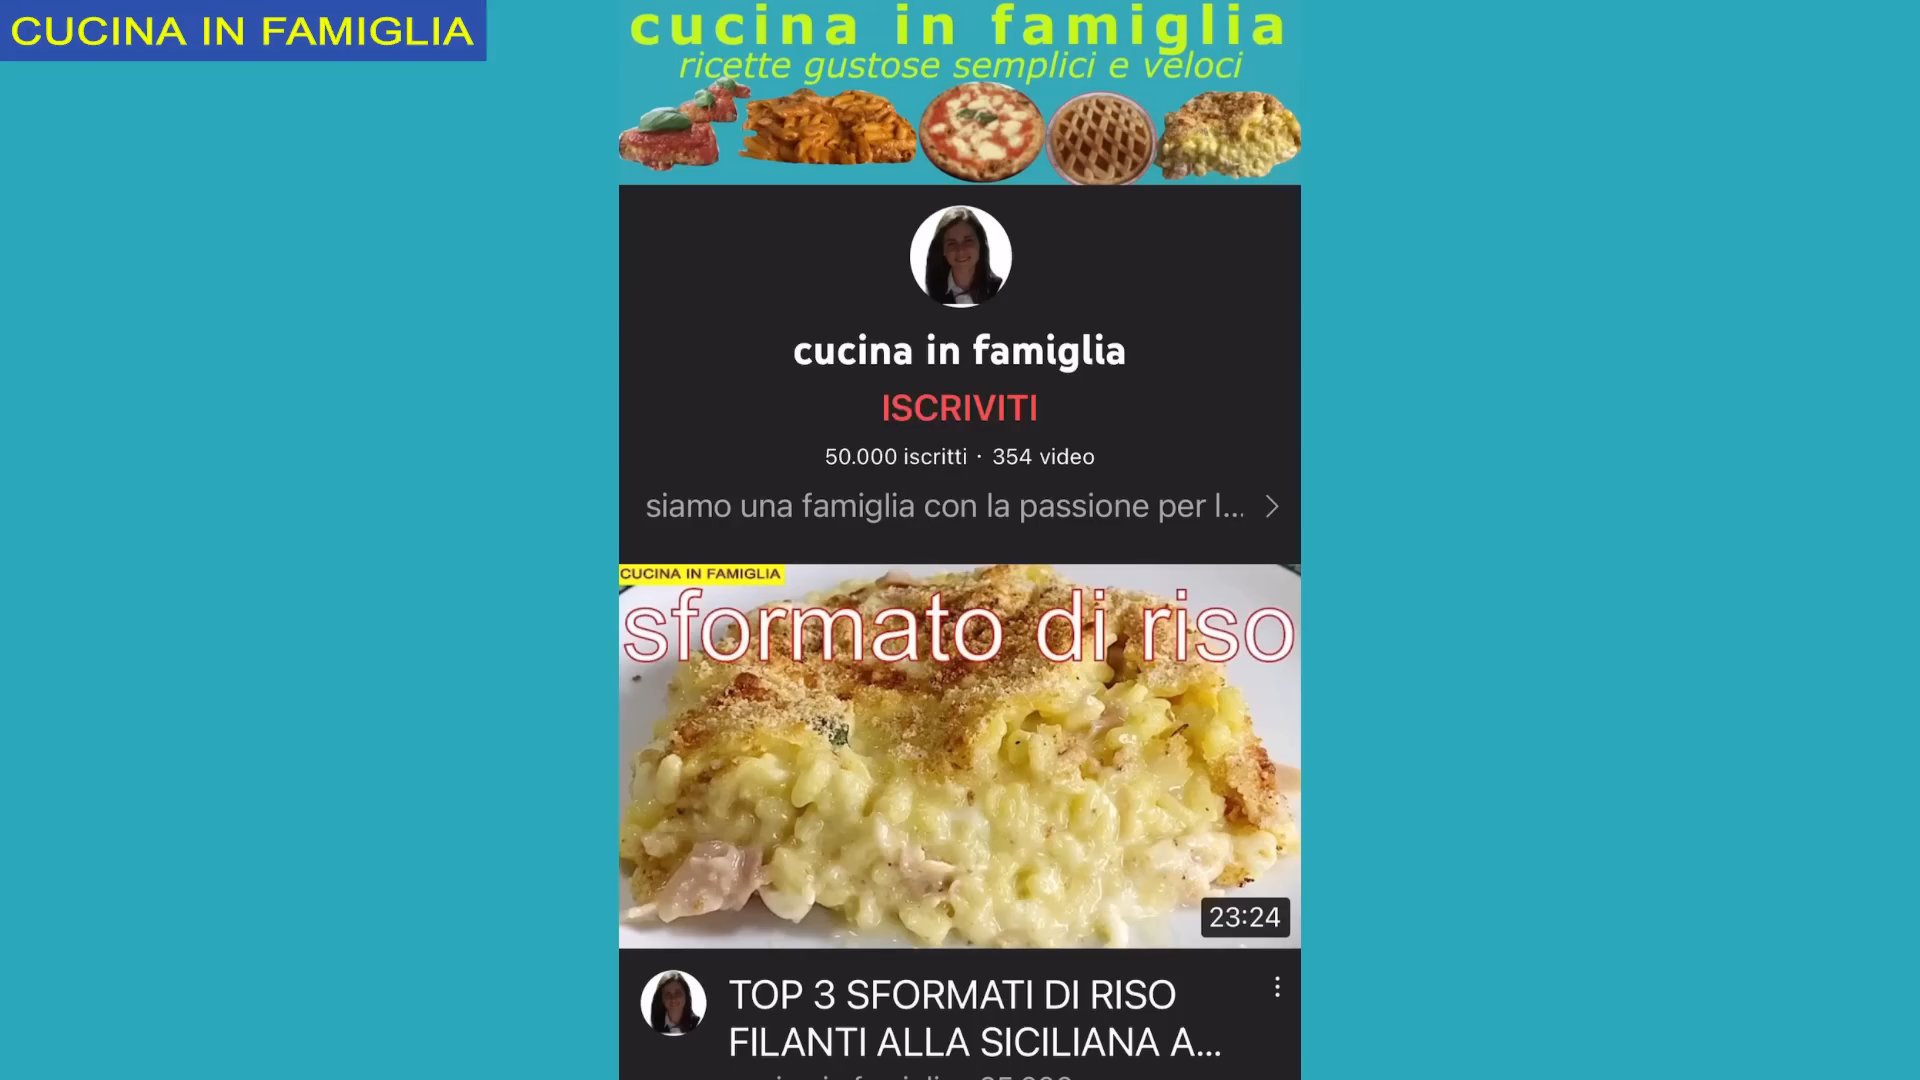 CUCINA IN FAMIGLIA
cucina in famiglia
ricette gustose semplici e veloci
cucina in famiglia
ISCRIVITI
50.000 iscritti · 354 video
siamo una famiglia con la passione per l...
CUCINA IN FAMIGLIA
sformato di riso
23:24
TOP 3 SFORMATI DI RISO
FILANTI ALLA SICILIANA A...